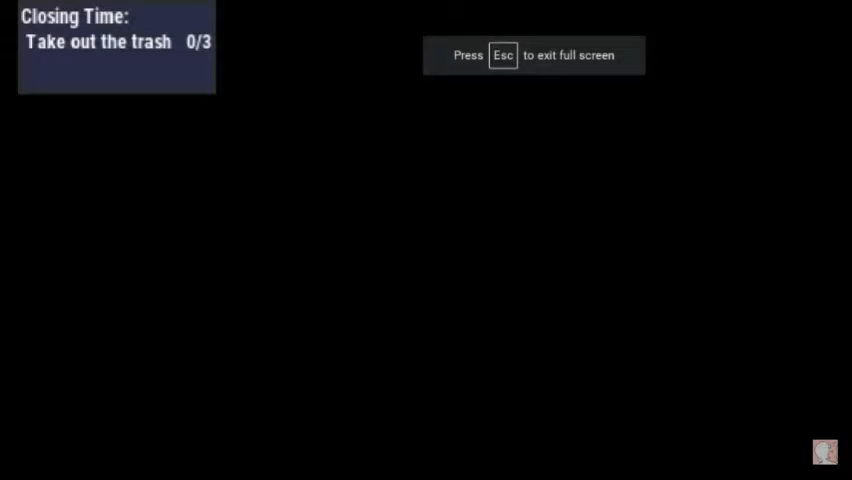 Closing Time:
Take out the trash 0/3
Press Esc to exit full screen